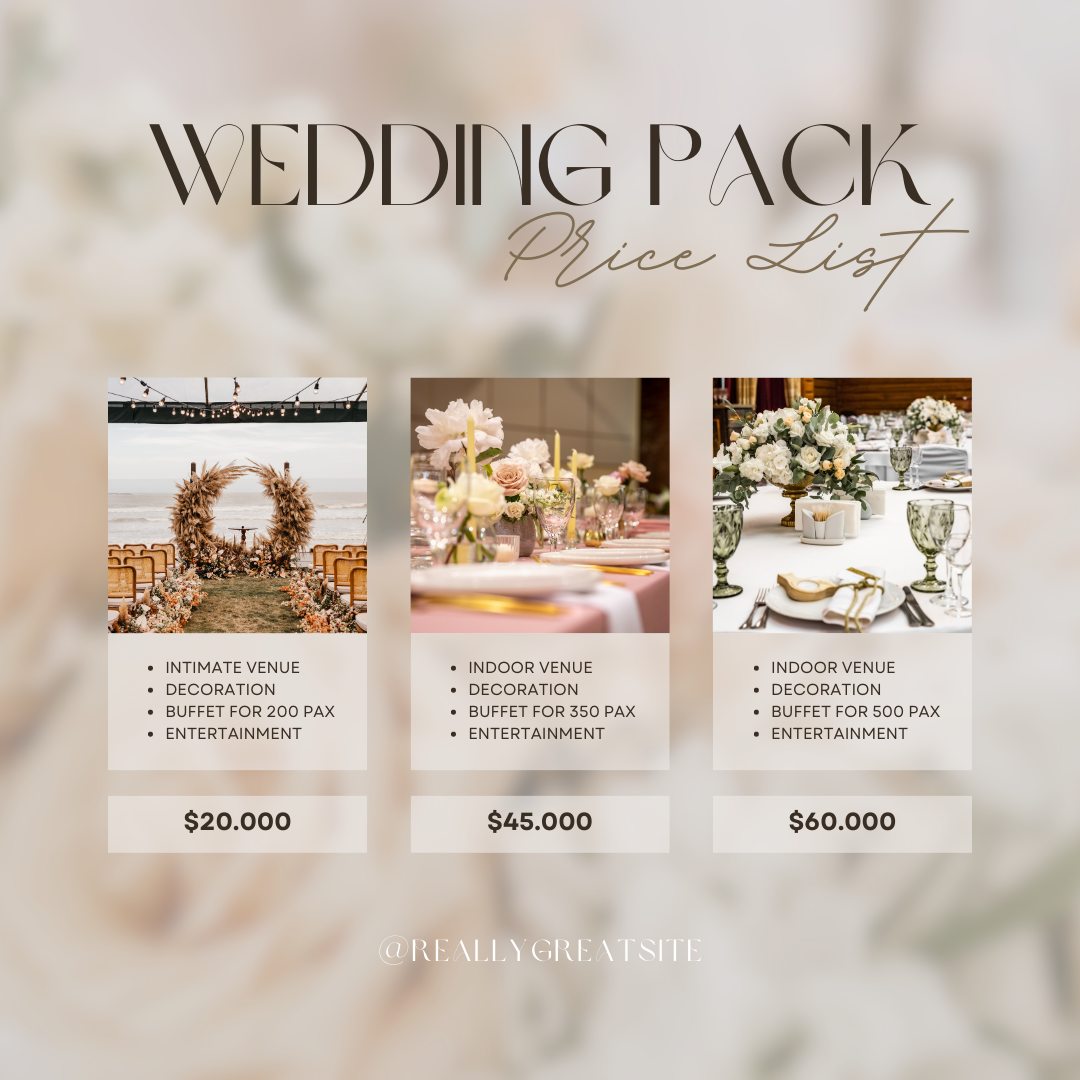 WEDDING PACK
Price List
• INTIMATE VENUE
• DECORATION
• BUFFET FOR 200 PAX
• ENTERTAINMENT
$20.000
• INDOOR VENUE
• DECORATION
• BUFFET FOR 350 PAX
• ENTERTAINMENT
$45.000
• INDOOR VENUE
• DECORATION
• BUFFET FOR 500 PAX
• ENTERTAINMENT
$60.000
@REALLYGREATSITE